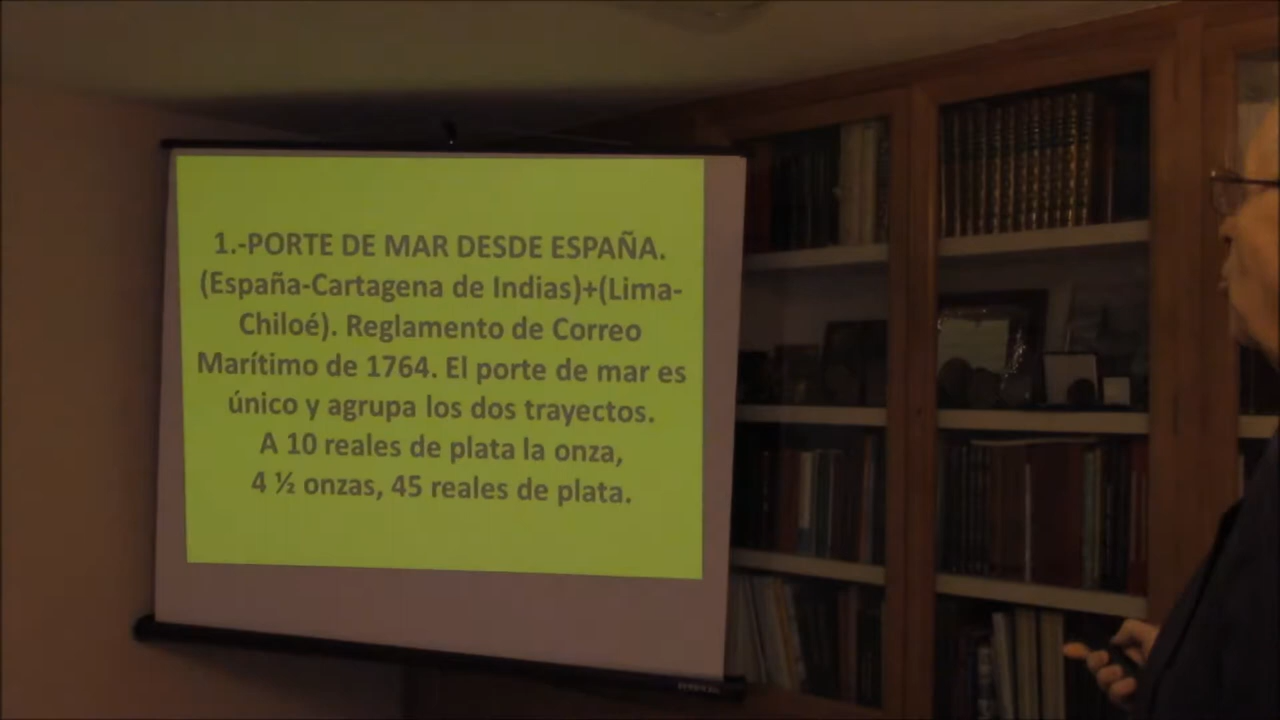 1.-PORTE DE MAR DESDE ESPAÑA.
(España-Cartagena de Indias)+(Lima-
Chiloé). Reglamento de Correo
Marítimo de 1764. El porte de mar es
único y agrupa los dos trayectos.
A 10 reales de plata la onza,
4 ½ onzas, 45 reales de plata.